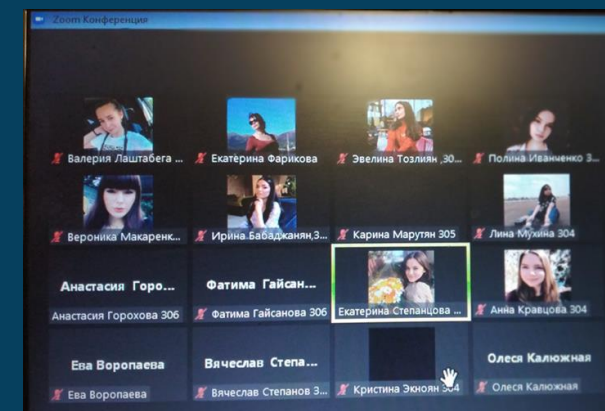 Zoom Конференция
Валерия Лаштабега ...
Екатерина Фарикова
Эвелина Тозлиян ,30...
Полина Иванченко 3...
Вероника Макаренк...
Ирина Бабаджанян,3...
Карина Марутян 305
Лина Мухина 304
Анастасия Горо...
Анастасия Горохова 306
Фатима Гайсан...
Фатима Гайсанова 306
Екатерина Степанцова ...
Анна Кравцова 304
Ева Воропаева
Ева Воропаева
Вячеслав Степа...
Вячеслав Степанов 3...
Кристина Экноян 304
Олеся Калюжная
Олеся Калюжная